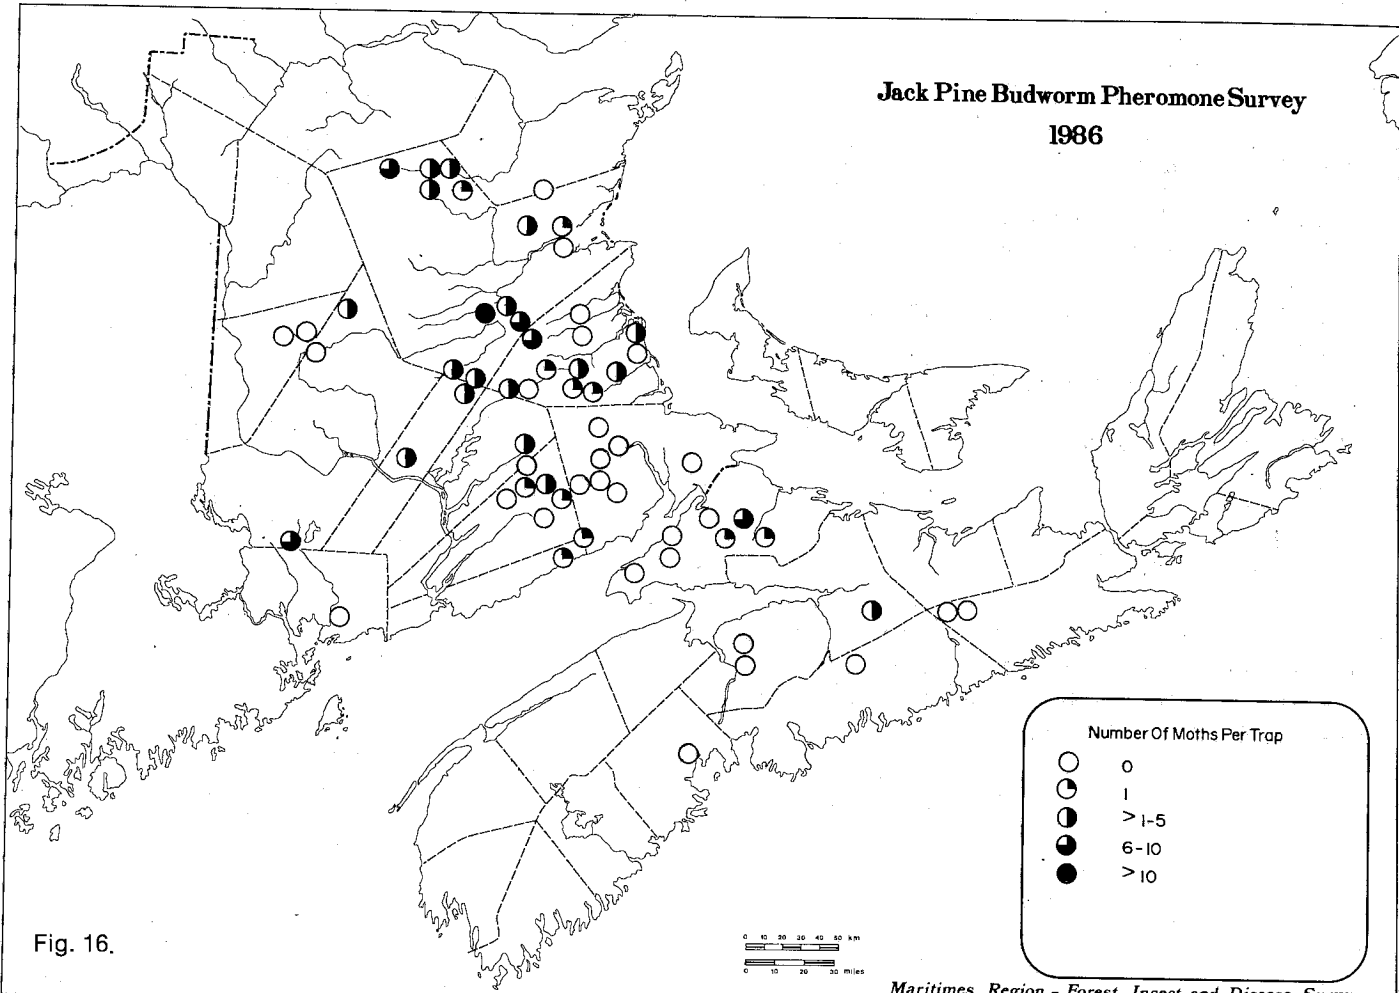 Jack Pine Budworm Pheromone Survey
1986
Number Of Moths Per Trap
0
1
> 1-5
6-10
> 10
Fig. 16.
0 10 20 30 40 50 km
0 10 20 30 miles
Maritimes Region - Forest Insect and Disease Survey